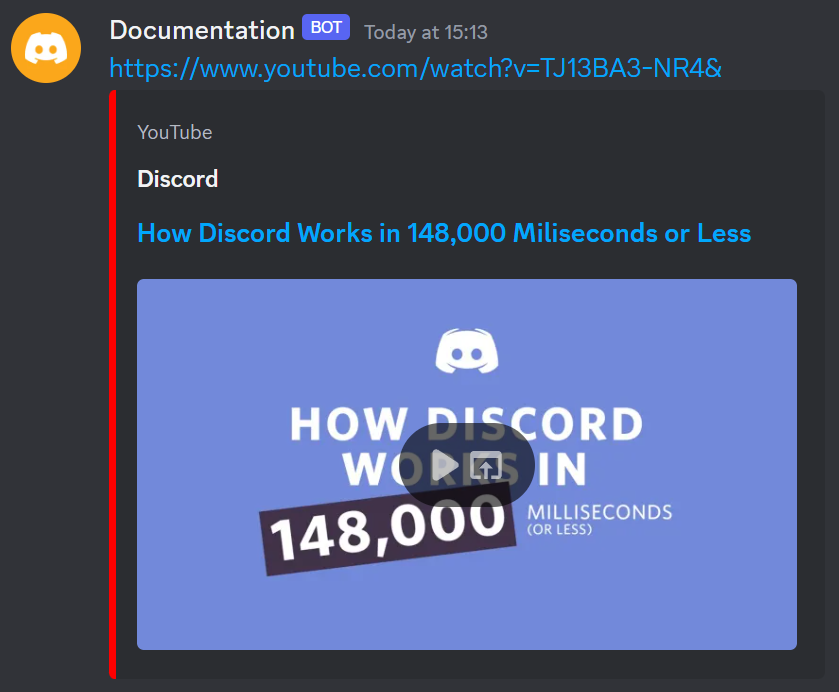 Documentation BOT Today at 15:13
https://www.youtube.com/watch?v=TJ13BA3-NR4&
YouTube
Discord
How Discord Works in 148,000 Miliseconds or Less
HOW DISCORD
WORKS IN
148,000 MILLISECONDS
(OR LESS)